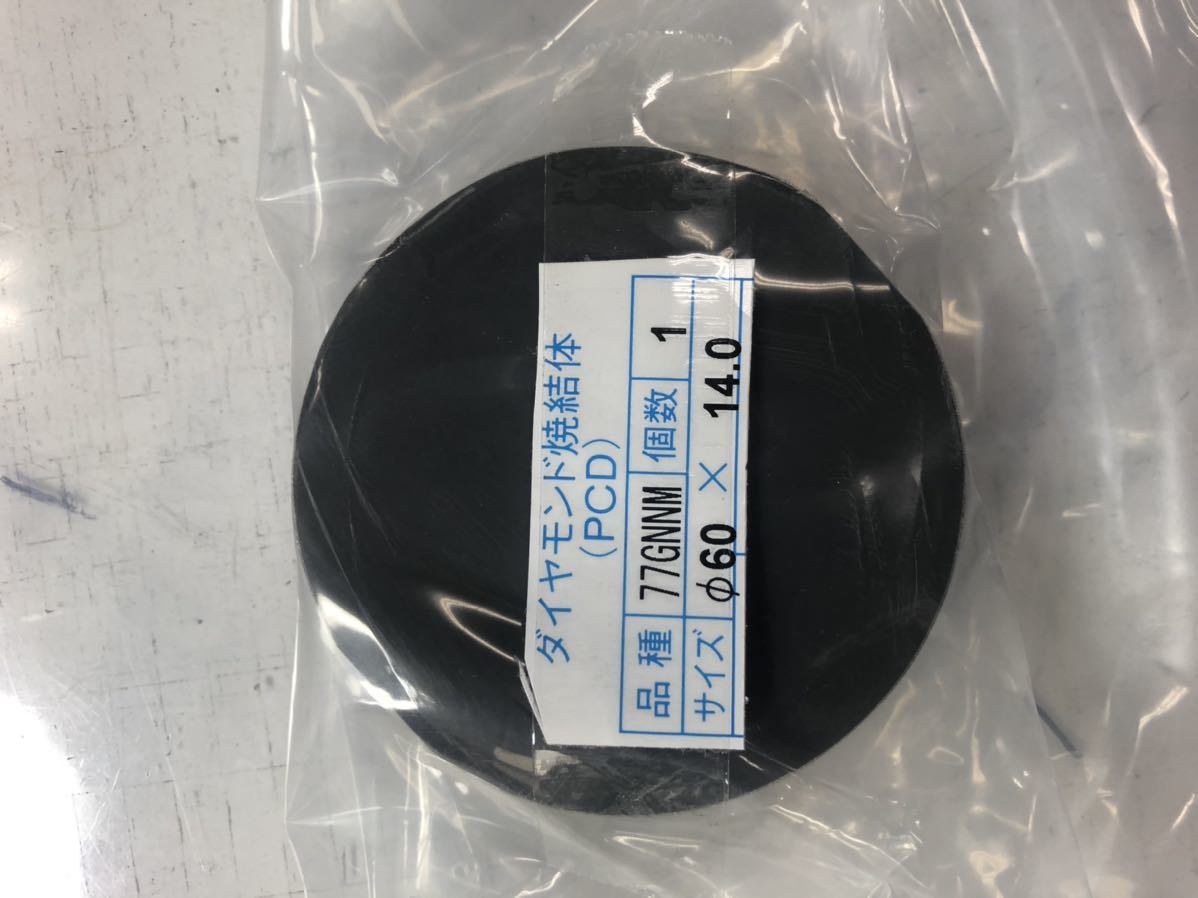 ダイヤモンド焼結体
(PCD)
品種 77GNNM 個数 1
サイズ φ60 × 14.0